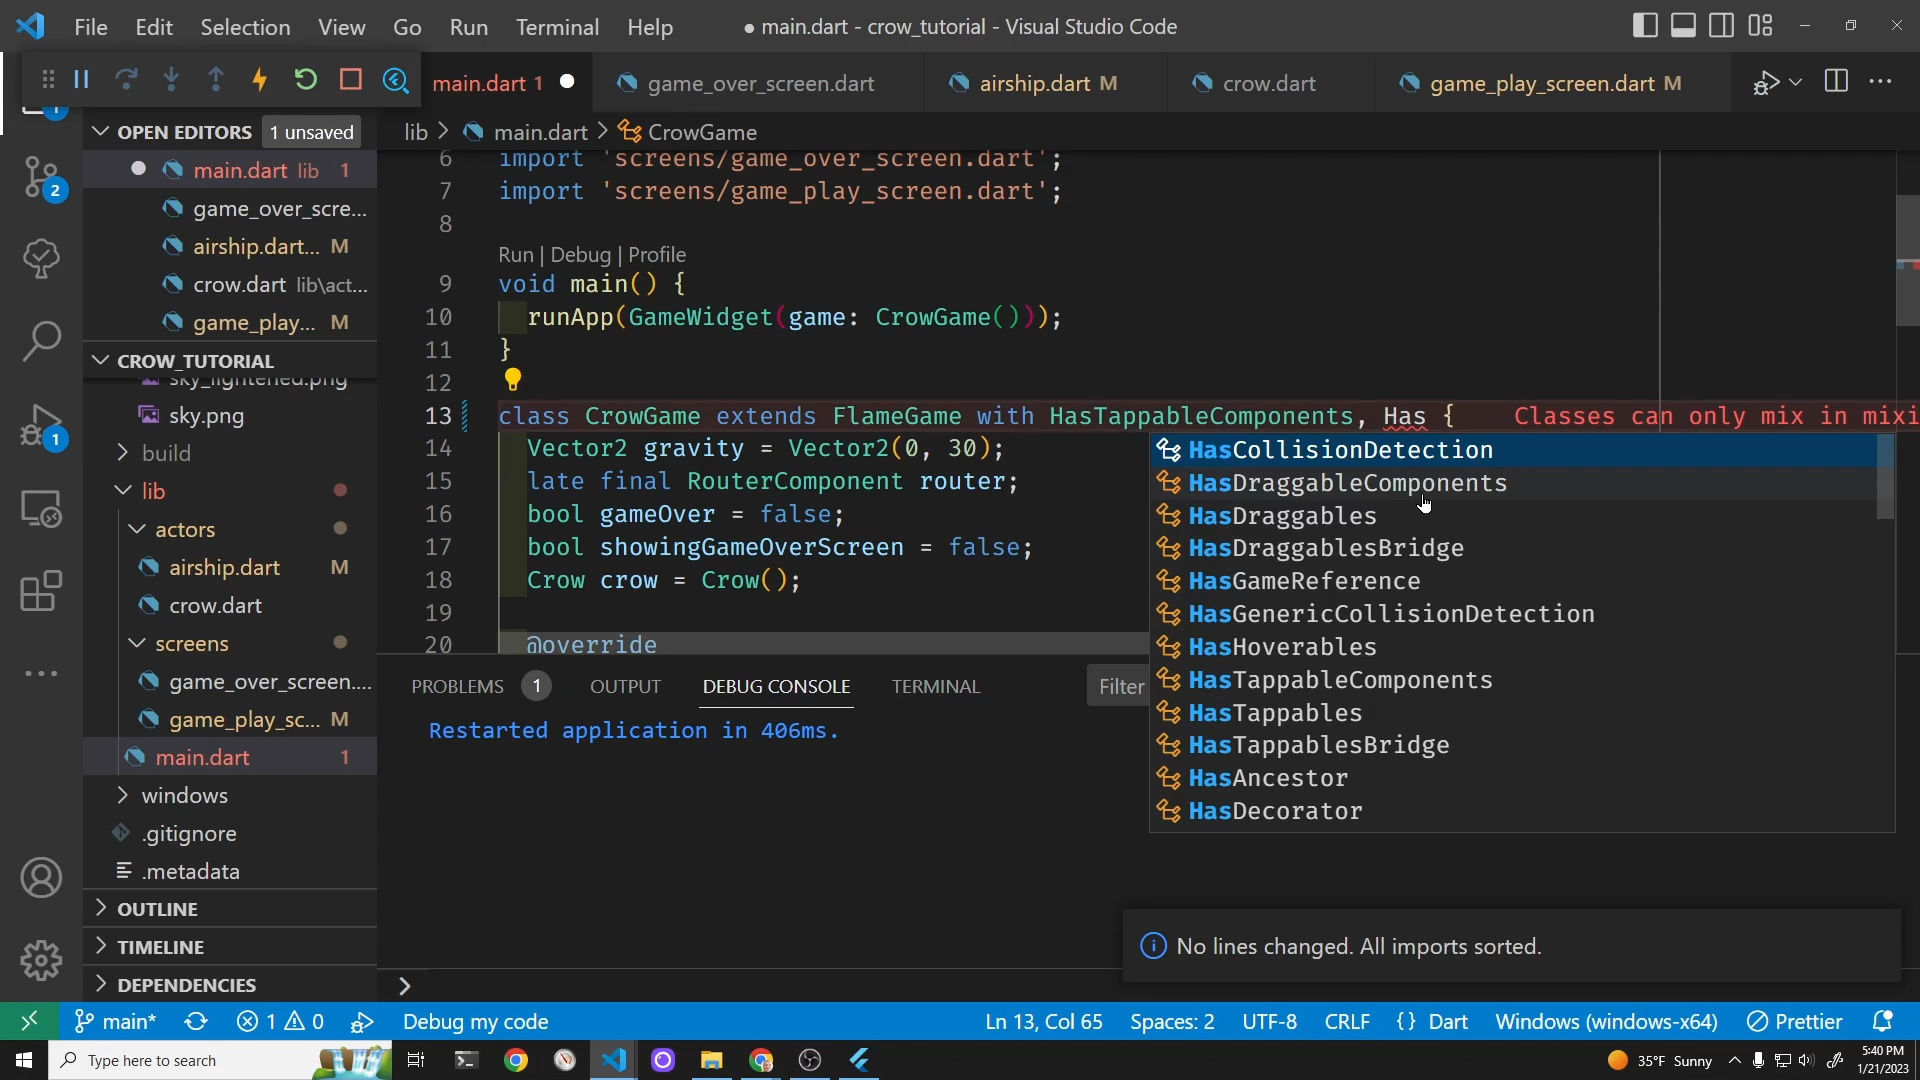 File Edit Selection View Go Run Terminal Help
● main.dart - crow_tutorial - Visual Studio Code
main.dart 1
game_over_screen.dart
airship.dart M
crow.dart
game_play_screen.dart M
OPEN EDITORS 1 unsaved
lib > main.dart > CrowGame
main.dart lib 1
game_over_scre...
airship.dart... M
crow.dart lib\act...
game_play... M
CROW_TUTORIAL
sky_lightened.png
sky.png
build
lib
actors
airship.dart M
crow.dart
screens
game_over_screen....
game_play_sc... M
main.dart 1
windows
.gitignore
.metadata
OUTLINE
TIMELINE
DEPENDENCIES
1
2
1
6 import 'screens/game_over_screen.dart';
7 import 'screens/game_play_screen.dart';
8
Run | Debug | Profile
9 void main() {
10 runApp(GameWidget(game: CrowGame()));
11 }
12
13 class CrowGame extends FlameGame with HasTappableComponents, Has { Classes can only mix in mixi
14 Vector2 gravity = Vector2(0, 30);
15 late final RouterComponent router;
16 bool gameOver = false;
17 bool showingGameOverScreen = false;
18 Crow crow = Crow();
19
20 @override
HasCollisionDetection
HasDraggableComponents
HasDraggables
HasDraggablesBridge
HasGameReference
HasGenericCollisionDetection
HasHoverables
HasTappableComponents
HasTappables
HasTappablesBridge
HasAncestor
HasDecorator
PROBLEMS 1 OUTPUT DEBUG CONSOLE TERMINAL Filter
Restarted application in 406ms.
No lines changed. All imports sorted.
main* 1 0 Debug my code Ln 13, Col 65 Spaces: 2 UTF-8 CRLF {} Dart Windows (windows-x64) Prettier
Type here to search
35°F Sunny
5:40 PM
1/21/2023